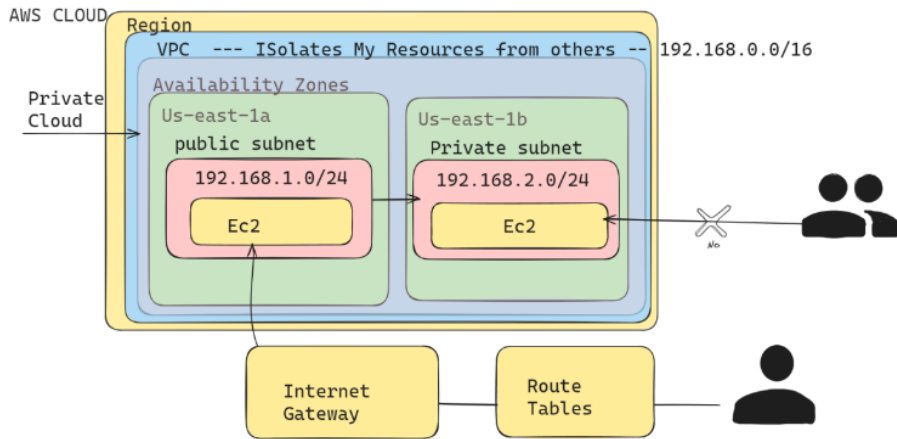 AWS CLOUD
Region
VPC --- ISolates My Resources from others -- 192.168.0.0/16
Availability Zones
Private
Cloud
Us-east-1a
public subnet
192.168.1.0/24
Ec2
Us-east-1b
Private subnet
192.168.2.0/24
Ec2
No
Internet
Gateway
Route
Tables